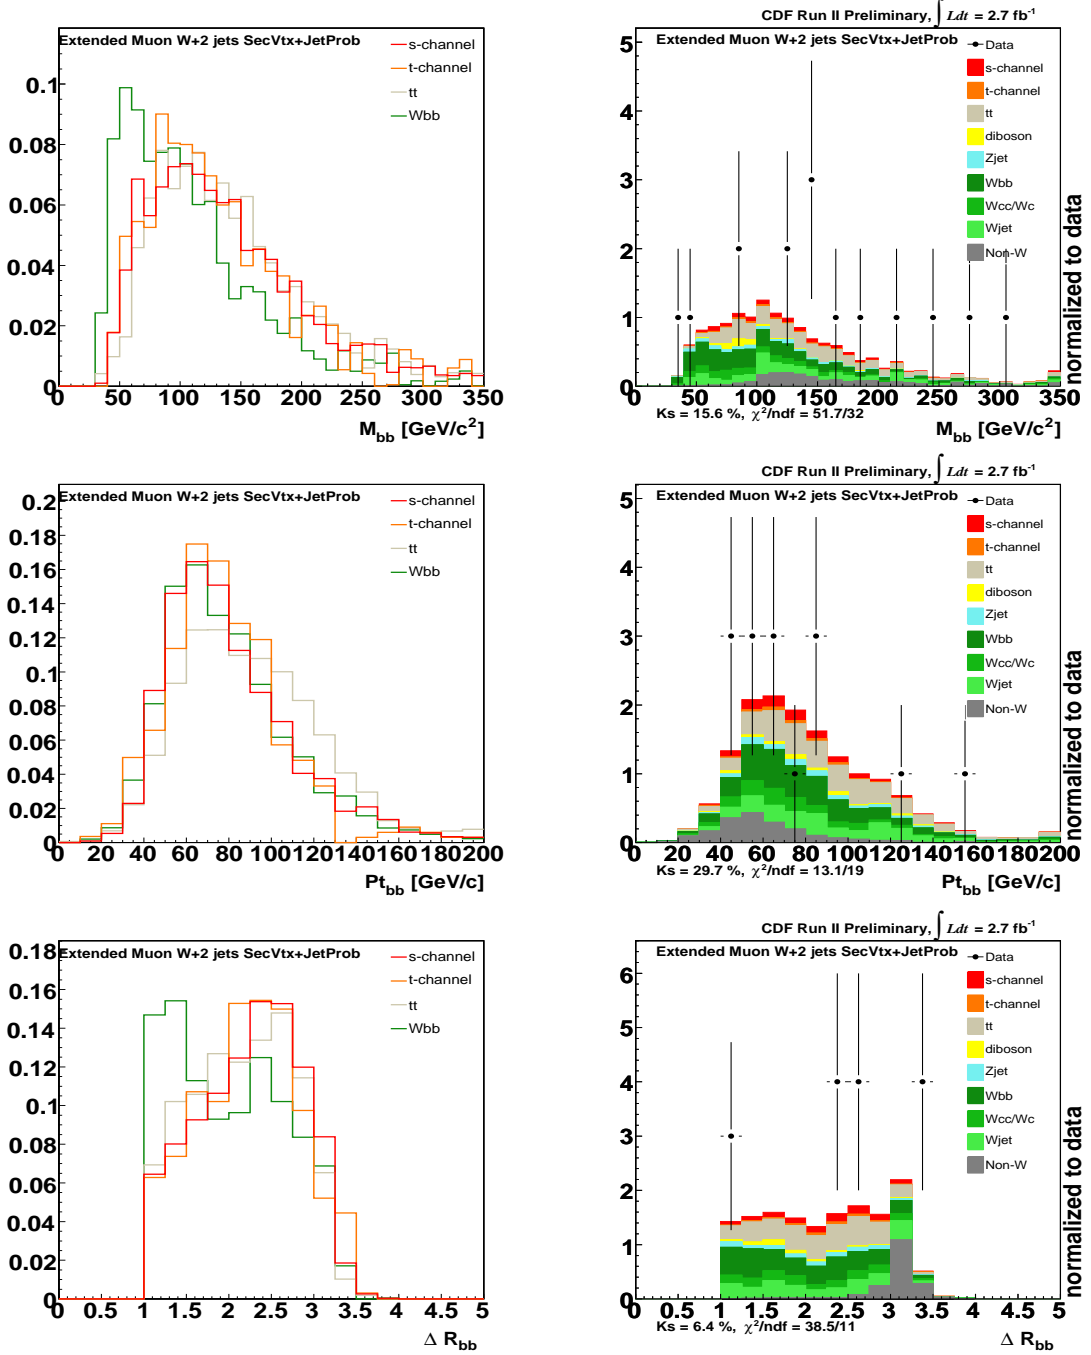 CDF Run II Preliminary, ∫ Ldt = 2.7 fb⁻¹
Extended Muon W+2 jets SecVtx+JetProb
s-channel
t-channel
tt
Wbb
0.1
0.08
0.06
0.04
0.02
0
0 50 100 150 200 250 300 350
M_bb [GeV/c²]
Extended Muon W+2 jets SecVtx+JetProb
Data
s-channel
t-channel
tt
diboson
Zjet
Wbb
Wcc/Wc
Wjet
Non-W
5
4
3
2
1
0
0 50 100 150 200 250 300 350
Ks = 15.6 %, χ²/ndf = 51.7/32
M_bb [GeV/c²]
normalized to data
CDF Run II Preliminary, ∫ Ldt = 2.7 fb⁻¹
Extended Muon W+2 jets SecVtx+JetProb
s-channel
t-channel
tt
Wbb
0.2
0.18
0.16
0.14
0.12
0.1
0.08
0.06
0.04
0.02
0
0 20 40 60 80 100 120 140 160 180 200
Pt_bb [GeV/c]
Extended Muon W+2 jets SecVtx+JetProb
Data
s-channel
t-channel
tt
diboson
Zjet
Wbb
Wcc/Wc
Wjet
Non-W
5
4
3
2
1
0
0 20 40 60 80 100 120 140 160 180 200
Ks = 29.7 %, χ²/ndf = 13.1/19
Pt_bb [GeV/c]
normalized to data
CDF Run II Preliminary, ∫ Ldt = 2.7 fb⁻¹
Extended Muon W+2 jets SecVtx+JetProb
s-channel
t-channel
tt
Wbb
0.18
0.16
0.14
0.12
0.1
0.08
0.06
0.04
0.02
0
0 0.5 1 1.5 2 2.5 3 3.5 4 4.5 5
Δ R_bb
Extended Muon W+2 jets SecVtx+JetProb
Data
s-channel
t-channel
tt
diboson
Zjet
Wbb
Wcc/Wc
Wjet
Non-W
6
5
4
3
2
1
0
0 0.5 1 1.5 2 2.5 3 3.5 4 4.5 5
Ks = 6.4 %, χ²/ndf = 38.5/11
Δ R_bb
normalized to data